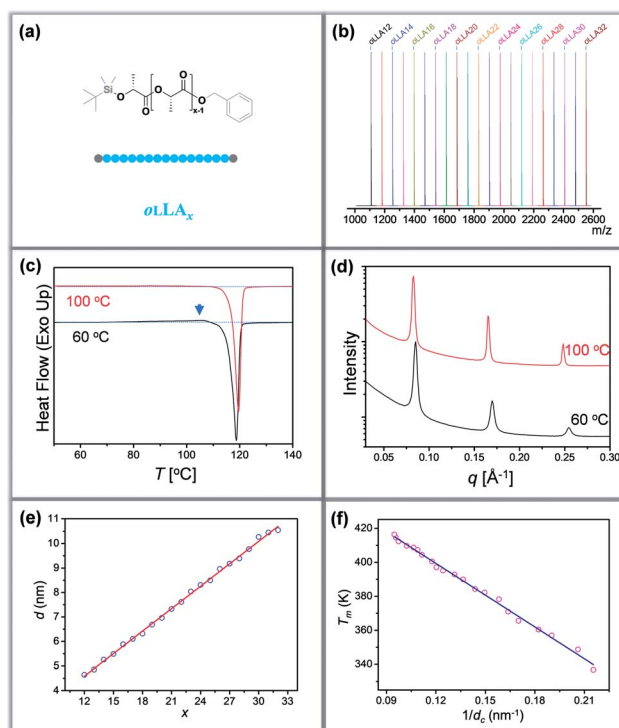 (a)
Si
O
O
O
O
O
x-1
oLLAx
(b)
oLLA12
oLLA14
oLLA16
oLLA18
oLLA20
oLLA22
oLLA24
oLLA26
oLLA28
oLLA30
oLLA32
1000 1200 1400 1600 1800 2000 2200 2400 2600
m/z
(c)
100 °C
60 °C
Heat Flow (Exo Up)
60 80 100 120 140
T [°C]
(d)
100 °C
60 °C
Intensity
0.05 0.10 0.15 0.20 0.25 0.30
q [Å-1]
(e)
11
10
9
8
7
6
5
4
d (nm)
9 12 15 18 21 24 27 30 33
x
(f)
420
400
380
360
340
Tm (K)
0.09 0.12 0.15 0.18 0.21
1/dc (nm-1)